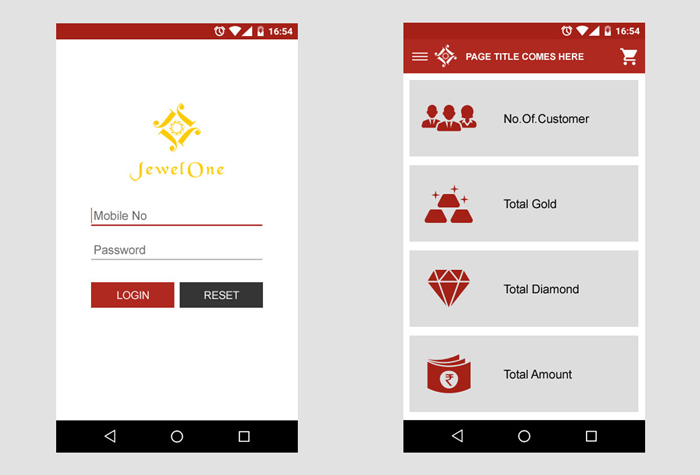 16:54
JewelOne
Mobile No
Password
LOGIN
RESET
16:54
PAGE TITLE COMES HERE
No.Of.Customer
Total Gold
Total Diamond
₹
Total Amount